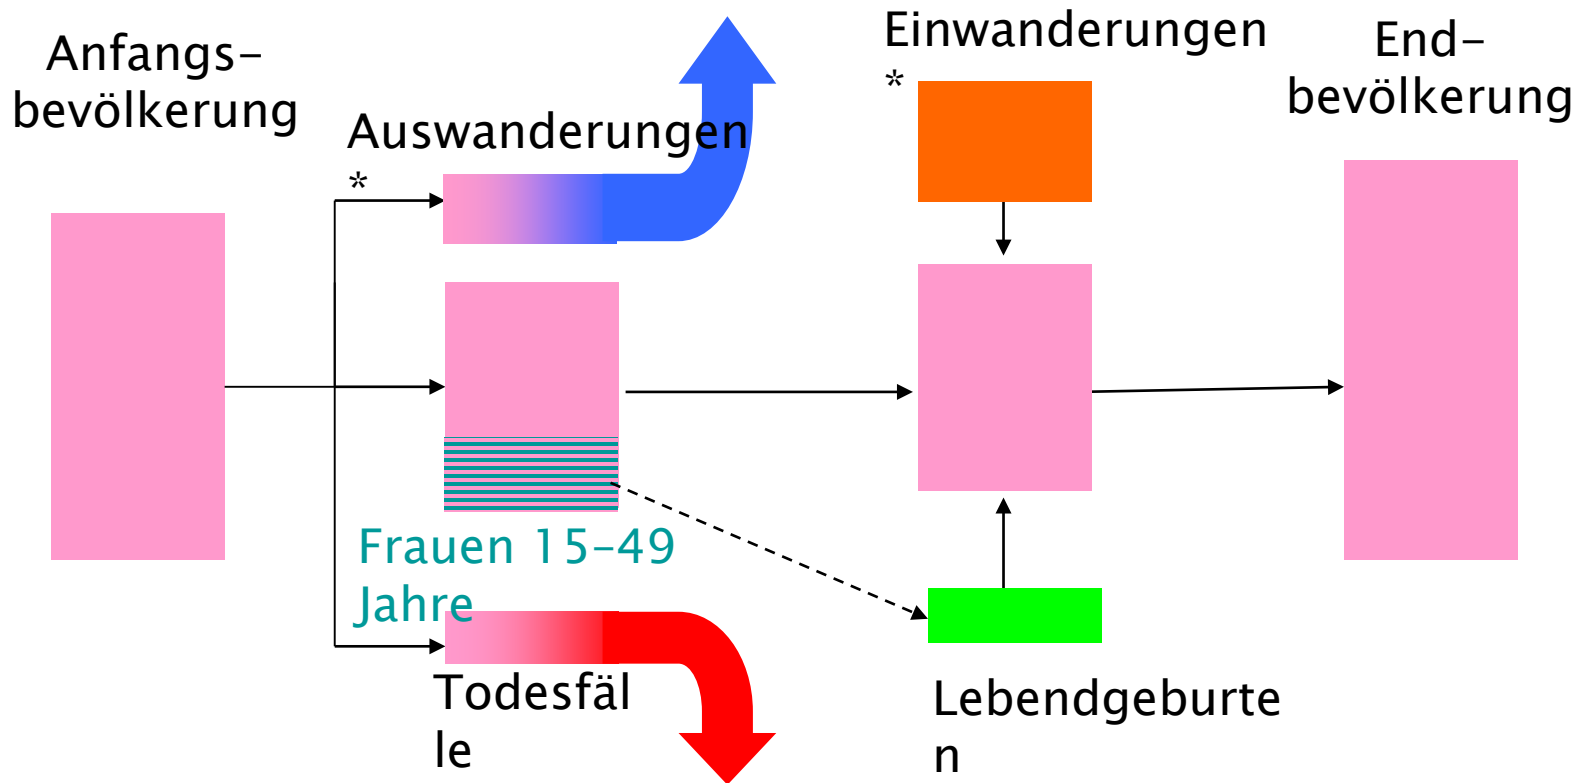 Anfangs-
bevölkerung
Auswanderungen
*
Einwanderungen
*
End-
bevölkerung
Frauen 15-49
Jahre
Todesfäl
le
Lebendgeburte
n